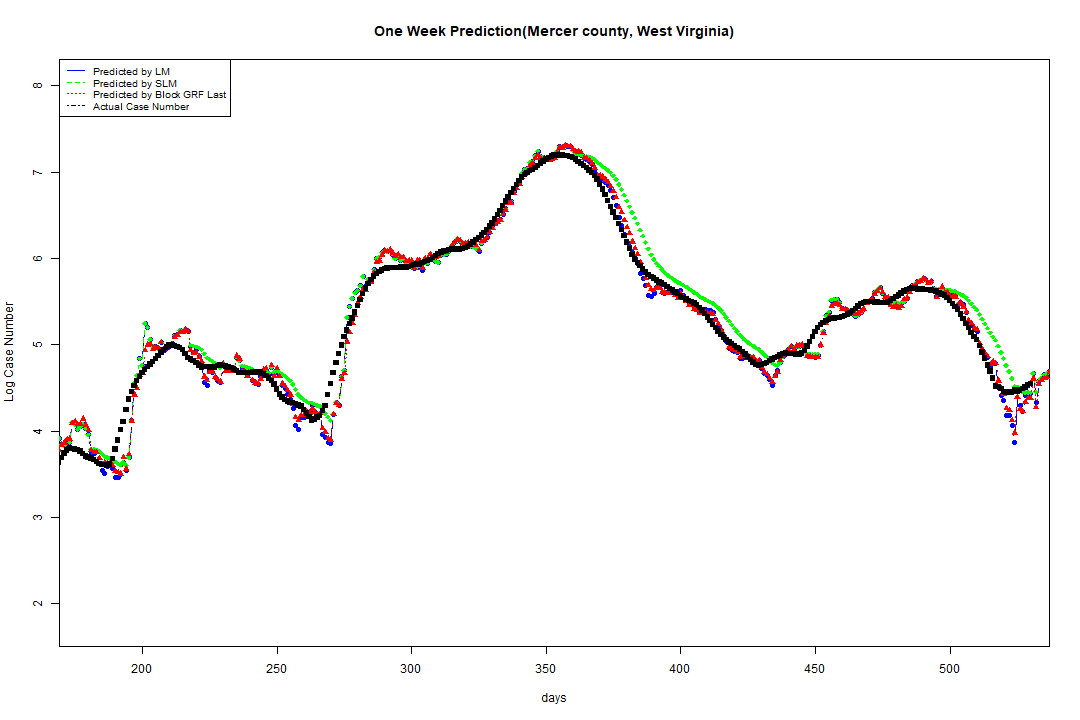 One Week Prediction(Mercer county, West Virginia)
Predicted by LM
Predicted by SLM
Predicted by Block GRF Last
Actual Case Number
8
7
6
5
4
3
2
Log Case Number
200 250 300 350 400 450 500
days